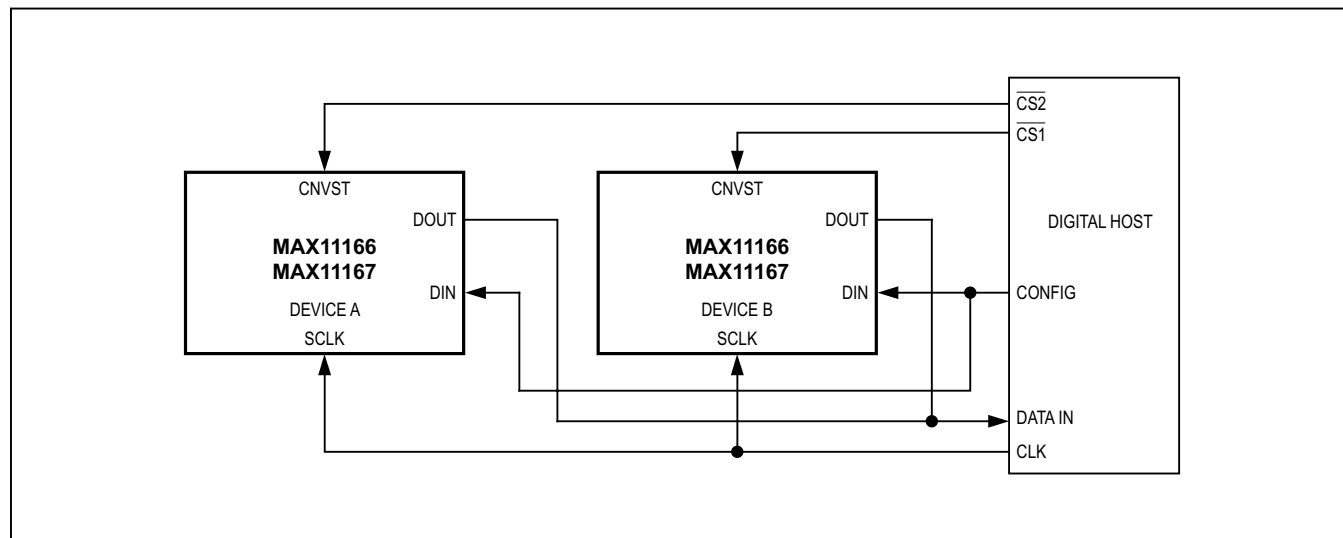 CS2
CS1
CNVST
DOUT
MAX11166
MAX11167
DIN
DEVICE A
SCLK
CNVST
DOUT
MAX11166
MAX11167
DIN
DEVICE B
SCLK
DIGITAL HOST
CONFIG
DATA IN
CLK